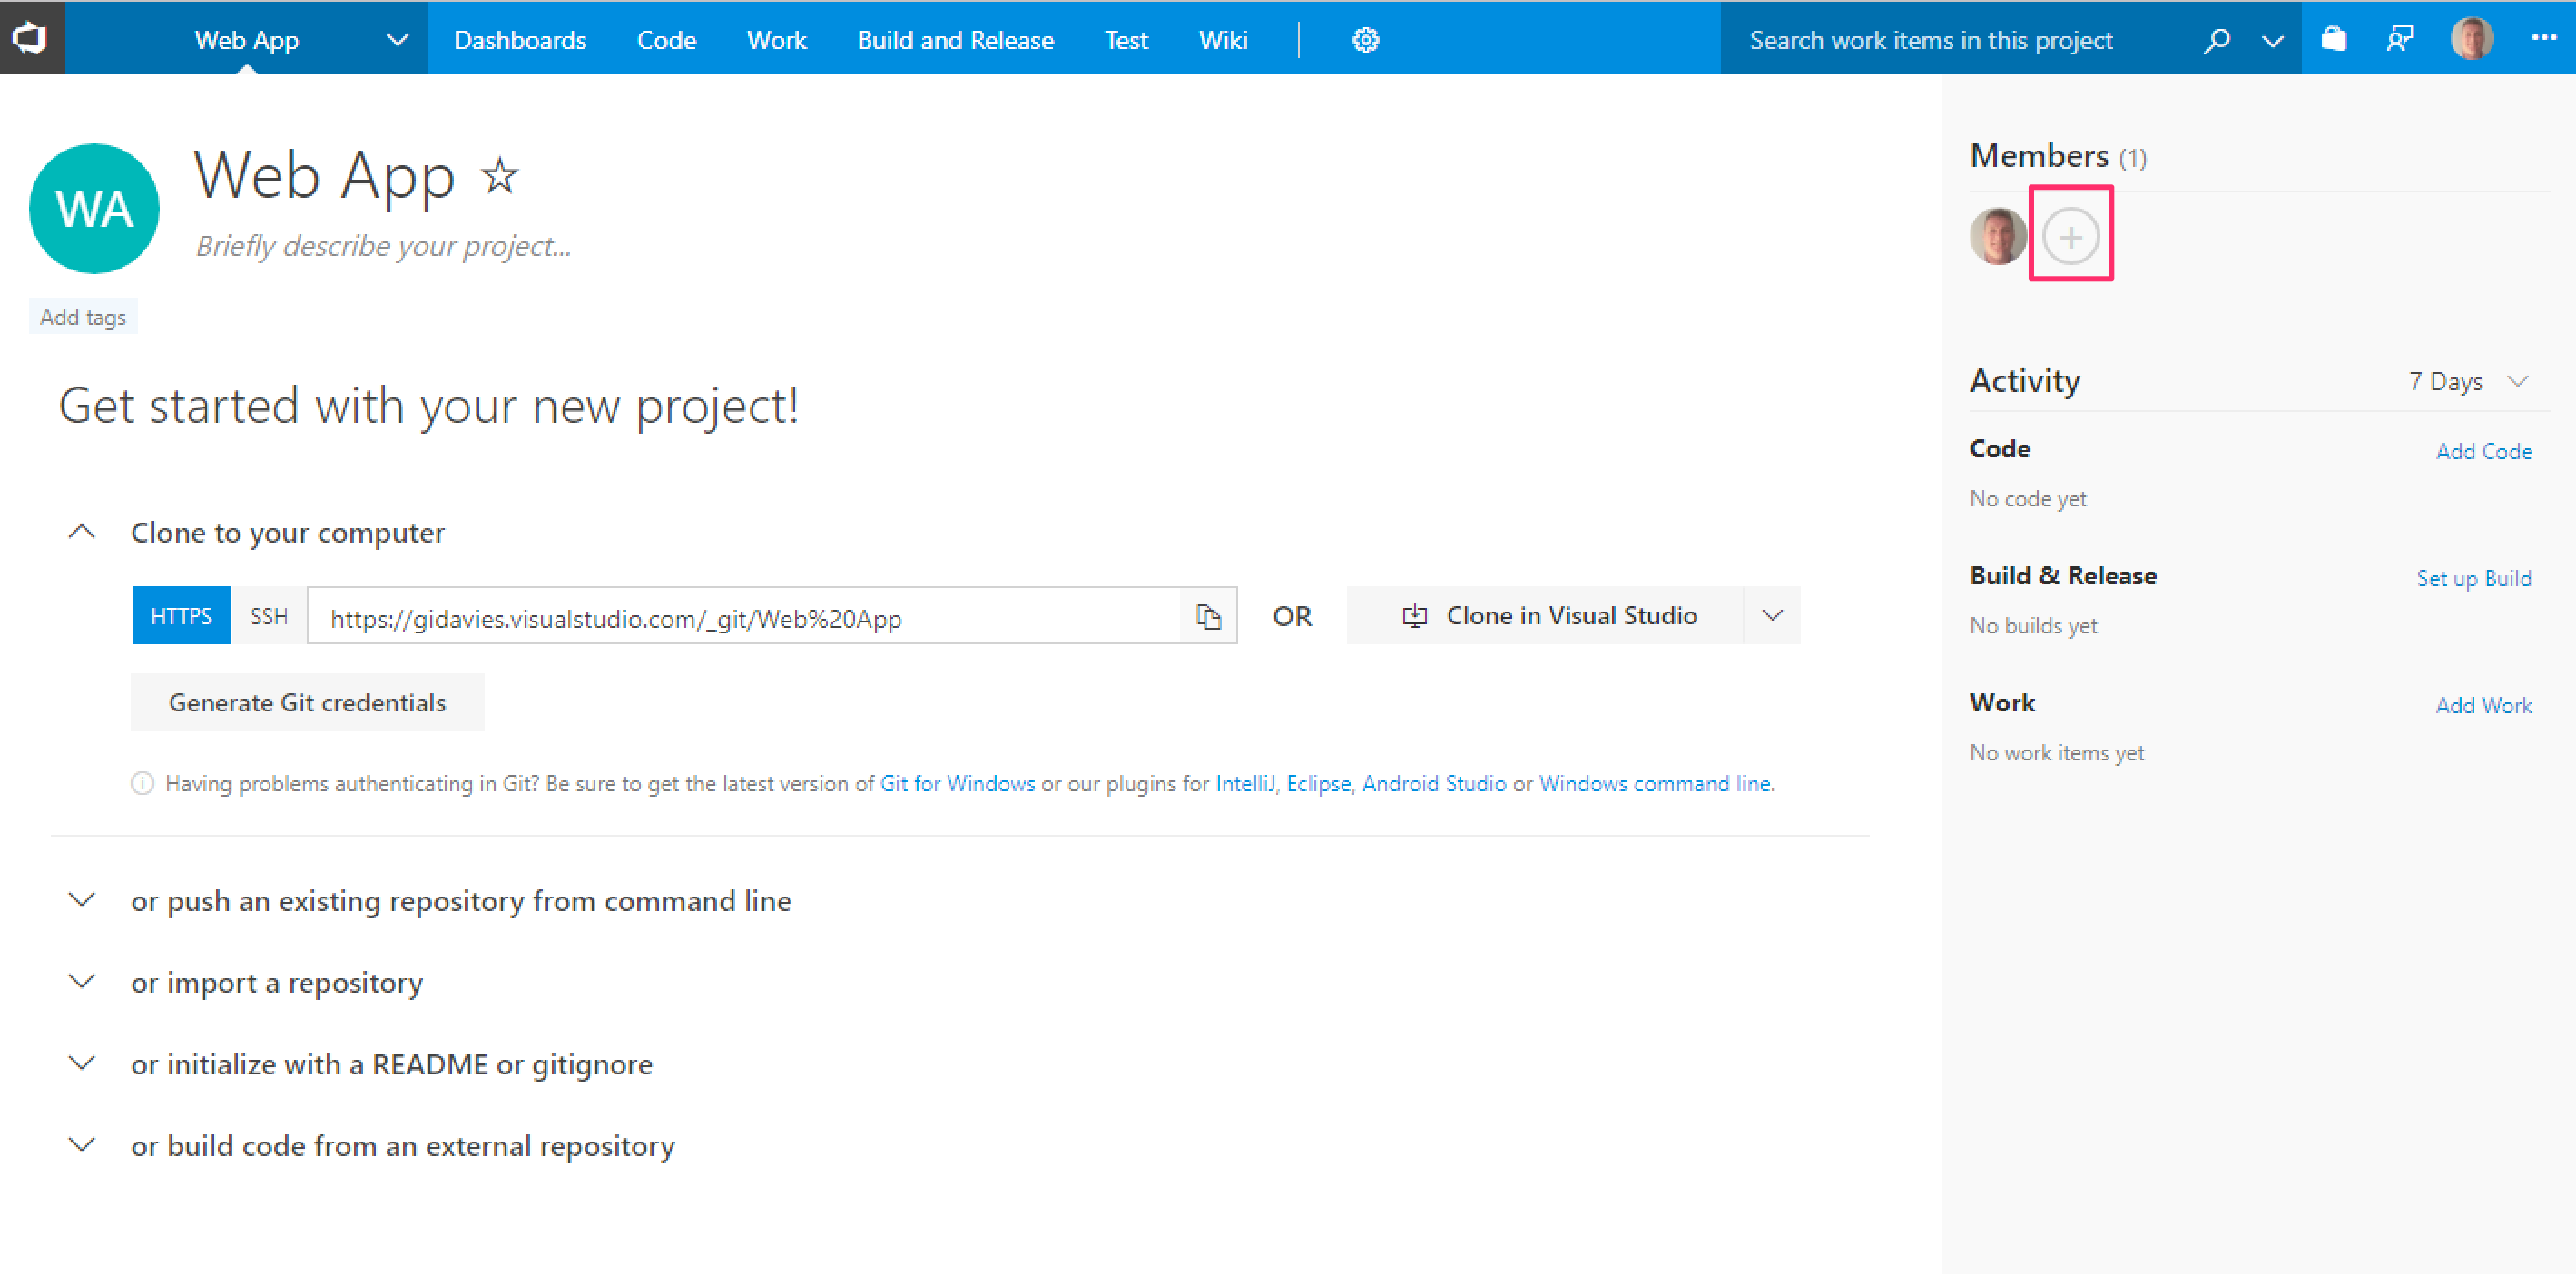 Web App
Dashboards
Code
Work
Build and Release
Test
Wiki
Search work items in this project
WA
Web App
Briefly describe your project...
Add tags
Get started with your new project!
Clone to your computer
HTTPS
SSH
https://gidavies.visualstudio.com/_git/Web%20App
OR
Clone in Visual Studio
Generate Git credentials
Having problems authenticating in Git? Be sure to get the latest version of Git for Windows or our plugins for IntelliJ, Eclipse, Android Studio or Windows command line.
or push an existing repository from command line
or import a repository
or initialize with a README or gitignore
or build code from an external repository
Members (1)
Activity
7 Days
Code
Add Code
No code yet
Build & Release
Set up Build
No builds yet
Work
Add Work
No work items yet